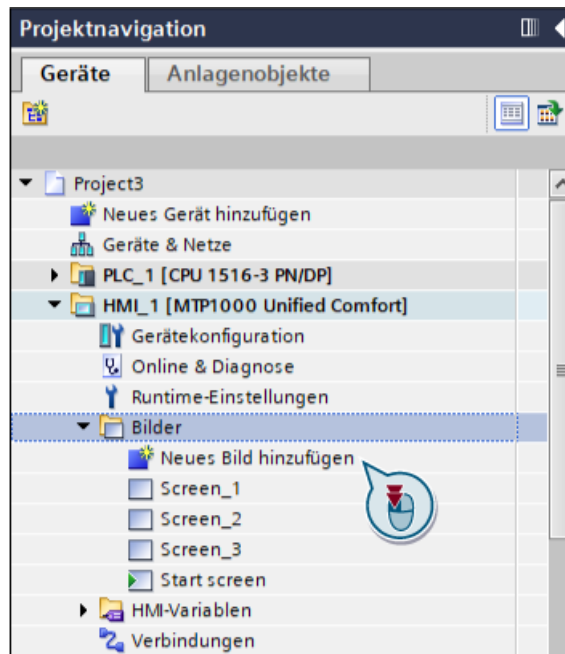 Projektnavigation
Geräte Anlagenobjekte
Project3
Neues Gerät hinzufügen
Geräte & Netze
PLC_1 [CPU 1516-3 PN/DP]
HMI_1 [MTP1000 Unified Comfort]
Gerätekonfiguration
Online & Diagnose
Runtime-Einstellungen
Bilder
Neues Bild hinzufügen
Screen_1
Screen_2
Screen_3
Start screen
HMI-Variablen
Verbindungen